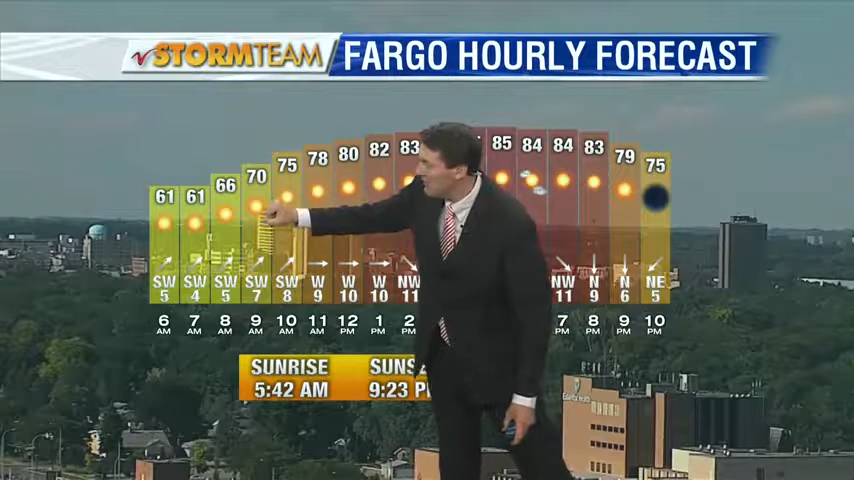 STORMTEAM
FARGO HOURLY FORECAST
61 61 66 70 75 78 80 82 83 85 84 84 83 79 75
SW SW SW SW SW W W W NW NW N N NE
5 4 5 7 8 9 10 10 11 11 9 6 5
6 7 8 9 10 11 12 1 2 7 8 9 10
AM AM AM AM AM AM PM PM PM PM PM PM PM
SUNRISE SUNSE
5:42 AM 9:23 P